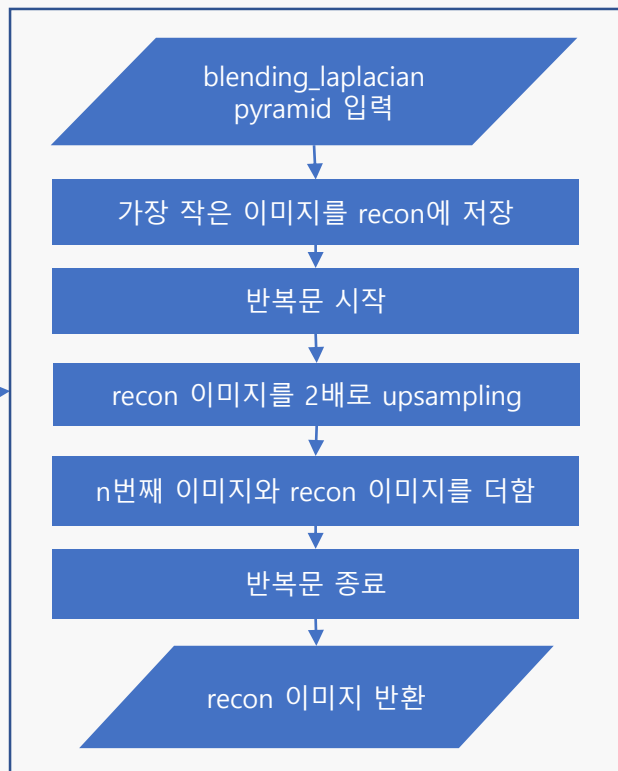 blending_laplacian
pyramid 입력
가장 작은 이미지를 recon에 저장
반복문 시작
recon 이미지를 2배로 upsampling
n번째 이미지와 recon 이미지를 더함
반복문 종료
recon 이미지 반환